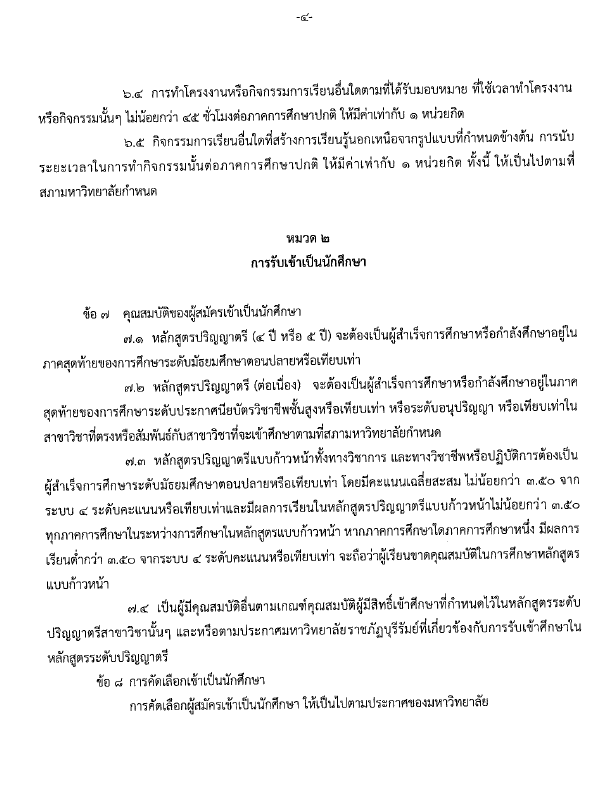 -๔-
๖.๔ การทำโครงงานหรือกิจกรรมการเรียนอื่นใดตามที่ได้รับมอบหมาย ที่ใช้เวลาทำโครงงาน
หรือกิจกรรมนั้นๆ ไม่น้อยกว่า ๔๕ ชั่วโมงต่อภาคการศึกษาปกติ ให้มีค่าเท่ากับ ๑ หน่วยกิต
๖.๕ กิจกรรมการเรียนอื่นใดที่สร้างการเรียนรู้นอกเหนือจากรูปแบบที่กำหนดข้างต้น การนับ
ระยะเวลาในการทำกิจกรรมนั้นต่อภาคการศึกษาปกติ ให้มีค่าเท่ากับ ๑ หน่วยกิต ทั้งนี้ ให้เป็นไปตามที่
สภามหาวิทยาลัยกำหนด
หมวด ๒
การรับเข้าเป็นนักศึกษา
ข้อ ๗ คุณสมบัติของผู้สมัครเข้าเป็นนักศึกษา
๗.๑ หลักสูตรปริญญาตรี (๔ ปี หรือ ๕ ปี) จะต้องเป็นผู้สำเร็จการศึกษาหรือกำลังศึกษาอยู่ใน
ภาคสุดท้ายของการศึกษาระดับมัธยมศึกษาตอนปลายหรือเทียบเท่า
๗.๒ หลักสูตรปริญญาตรี (ต่อเนื่อง) จะต้องเป็นผู้สำเร็จการศึกษาหรือกำลังศึกษาอยู่ในภาค
สุดท้ายของการศึกษาระดับประกาศนียบัตรวิชาชีพชั้นสูงหรือเทียบเท่า หรือระดับอนุปริญญา หรือเทียบเท่าใน
สาขาวิชาที่ตรงหรือสัมพันธ์กับสาขาวิชาที่จะเข้าศึกษาตามที่สภามหาวิทยาลัยกำหนด
๗.๓ หลักสูตรปริญญาตรีแบบก้าวหน้าทั้งทางวิชาการ และทางวิชาชีพหรือปฏิบัติการต้องเป็น
ผู้สำเร็จการศึกษาระดับมัธยมศึกษาตอนปลายหรือเทียบเท่า โดยมีคะแนนเฉลี่ยสะสม ไม่น้อยกว่า ๓.๕๐ จาก
ระบบ ๔ ระดับคะแนนหรือเทียบเท่าและมีผลการเรียนในหลักสูตรปริญญาตรีแบบก้าวหน้าไม่น้อยกว่า ๓.๕๐
ทุกภาคการศึกษาในระหว่างการศึกษาในหลักสูตรแบบก้าวหน้า หากภาคการศึกษาใดภาคการศึกษาหนึ่ง มีผลการ
เรียนต่ำกว่า ๓.๕๐ จากระบบ ๔ ระดับคะแนนหรือเทียบเท่า จะถือว่าผู้เรียนขาดคุณสมบัติในการศึกษาหลักสูตร
แบบก้าวหน้า
๗.๔ เป็นผู้มีคุณสมบัติอื่นตามเกณฑ์คุณสมบัติผู้มีสิทธิ์เข้าศึกษาที่กำหนดไว้ในหลักสูตรระดับ
ปริญญาตรีสาขาวิชานั้นๆ และหรือตามประกาศมหาวิทยาลัยราชภัฏบุรีรัมย์ที่เกี่ยวข้องกับการรับเข้าศึกษาใน
หลักสูตรระดับปริญญาตรี
ข้อ ๘ การคัดเลือกเข้าเป็นนักศึกษา
การคัดเลือกผู้สมัครเข้าเป็นนักศึกษา ให้เป็นไปตามประกาศของมหาวิทยาลัย